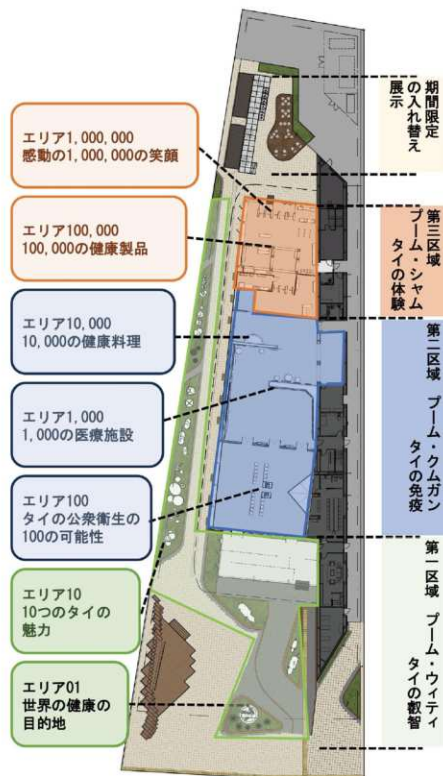 エリア1,000,000
感動の1,000,000の笑顔
エリア100,000
100,000の健康製品
エリア10,000
10,000の健康料理
エリア1,000
1,000の医療施設
エリア100
タイの公衆衛生の
100の可能性
エリア10
10つのタイの
魅力
エリア01
世界の健康の
目的地
期間限定
の入れ替え
展示
第三区域
プーム・シャム
タイの体験
第二区域 プーム・クムガン
タイの免疫
第一区域 プーム・ウィティ
タイの叡智